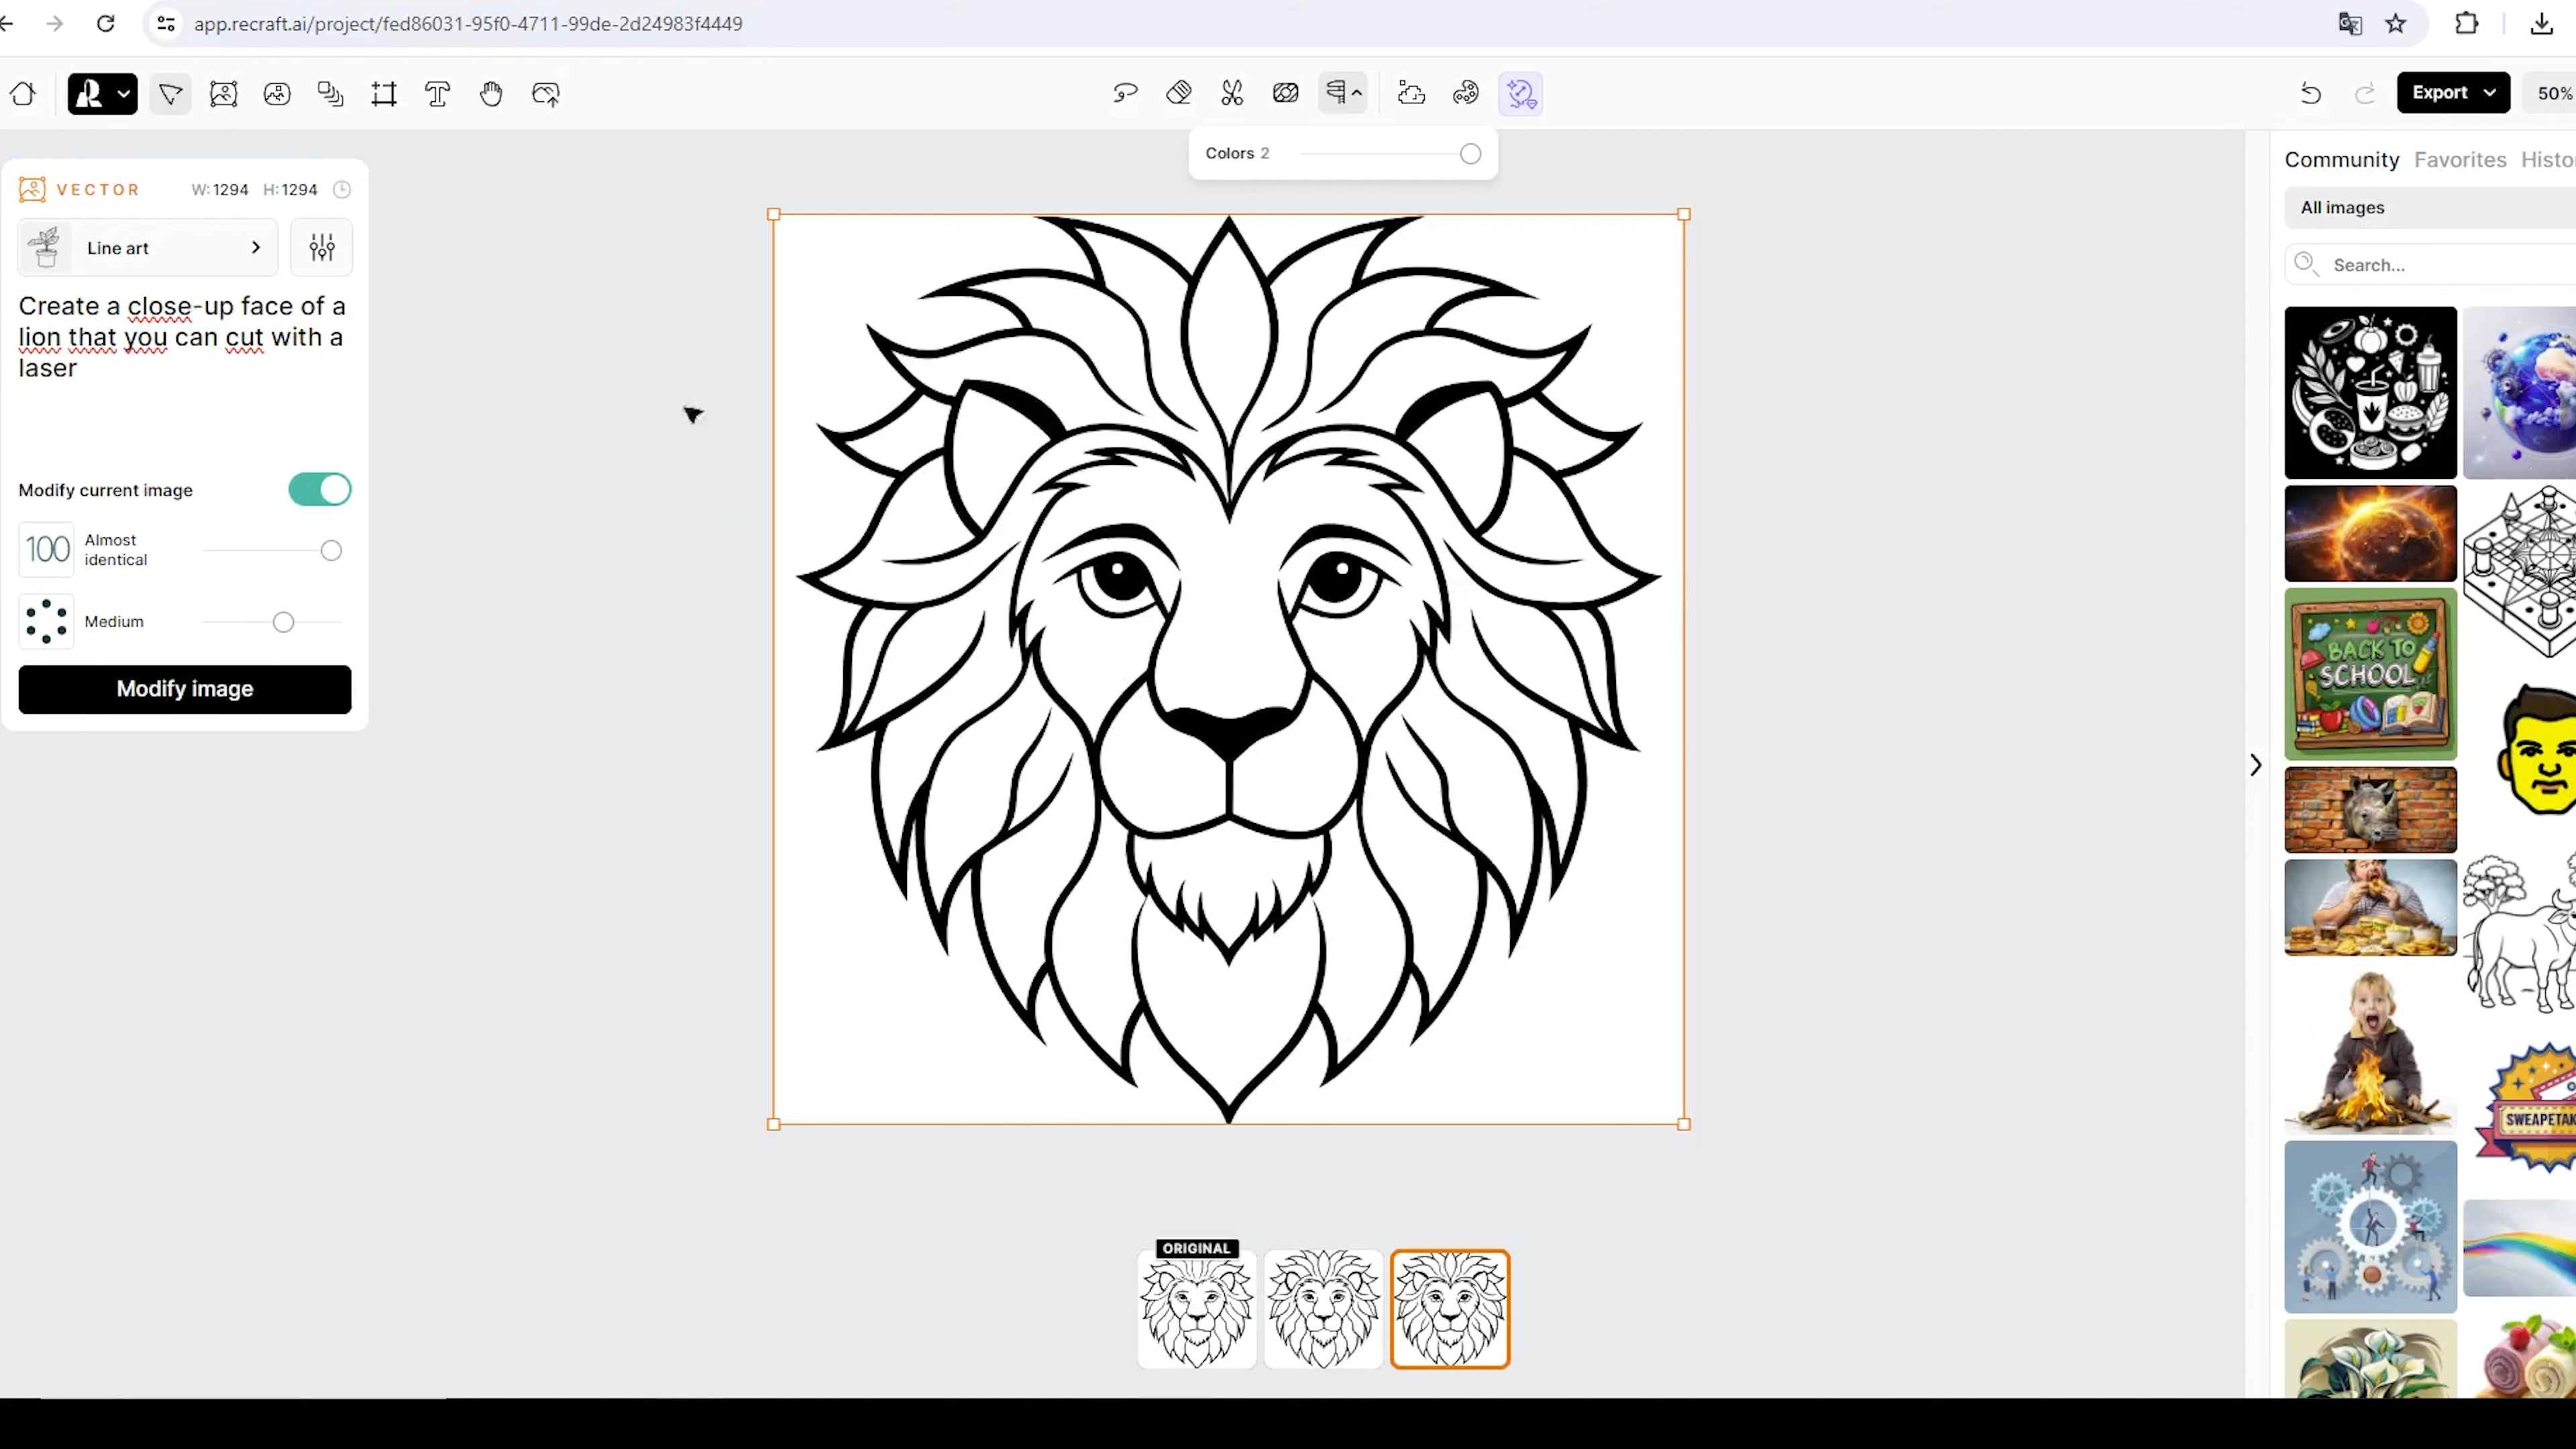 app.recraft.ai/project/fed86031-95f0-4711-99de-2d24983f4449
Export
50%
Colors 2
VECTOR W:1294 H:1294
Line art
Create a close-up face of a
lion that you can cut with a
laser
Modify current image
100 Almost
identical
Medium
Modify image
Community Favorites Histo
All images
Search...
BACK TO
SCHOOL
SWEAPETAK
ORIGINAL